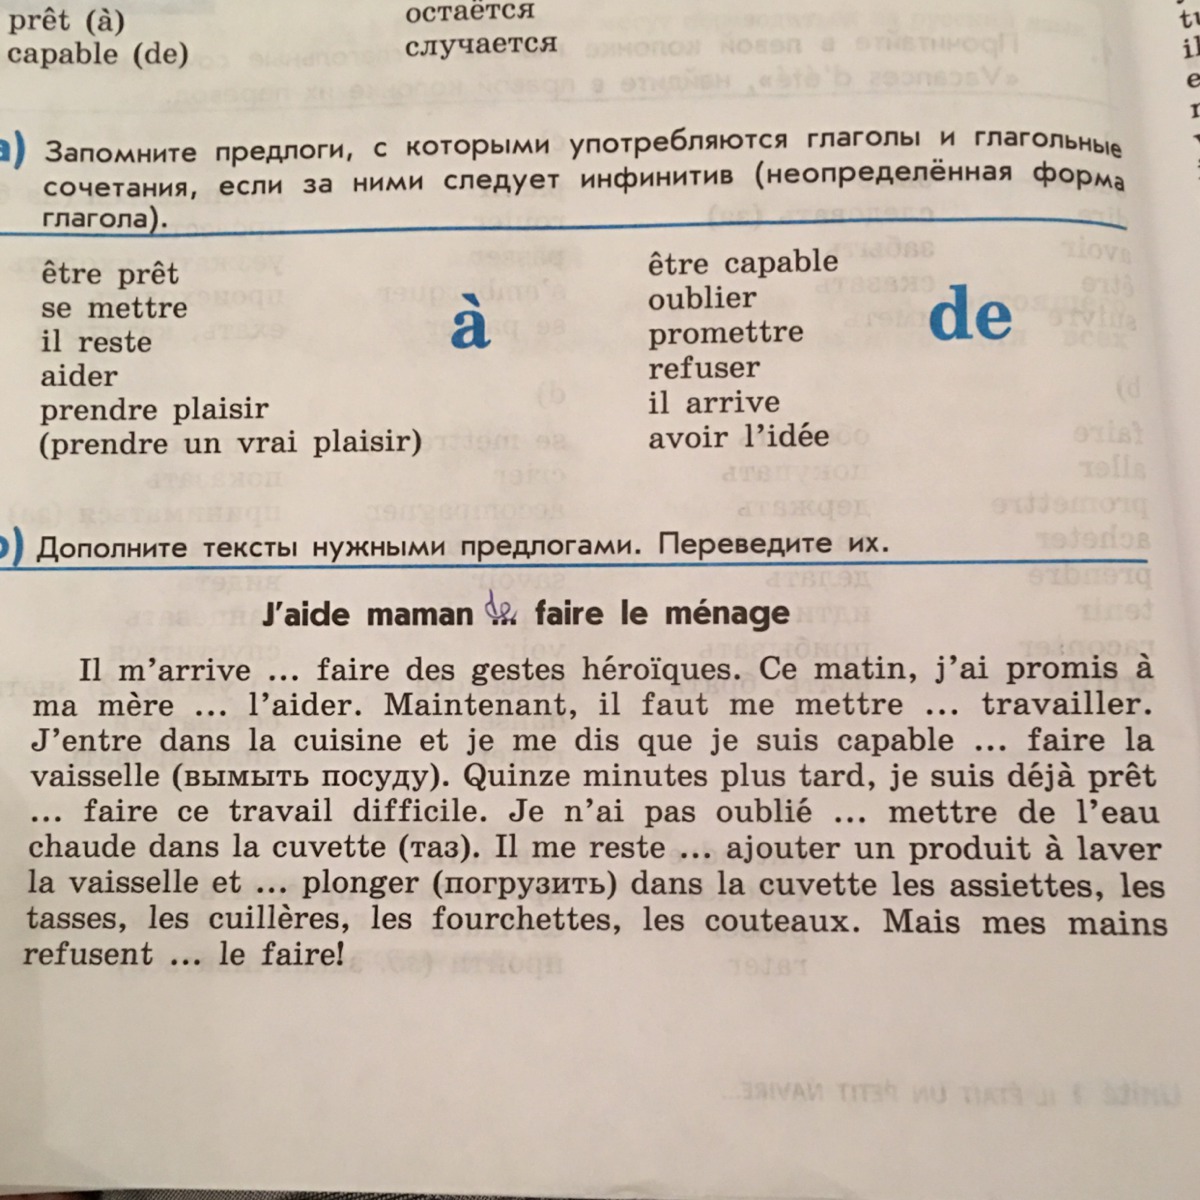 prêt (à)
capable (de)
остаётся
случается
а) Запомните предлоги, с которыми употребляются глаголы и глагольные
сочетания, если за ними следует инфинитив (неопределённая форма
глагола).
être prêt
se mettre
il reste
aider
prendre plaisir
(prendre un vrai plaisir)
à
être capable
oublier
promettre
refuser
il arrive
avoir l'idée
de
b) Дополните тексты нужными предлогами. Переведите их.
J'aide maman de ... faire le ménage
Il m'arrive ... faire des gestes héroïques. Ce matin, j'ai promis à
ma mère ... l'aider. Maintenant, il faut me mettre ... travailler.
J'entre dans la cuisine et je me dis que je suis capable ... faire la
vaisselle (вымыть посуду). Quinze minutes plus tard, je suis déjà prêt
... faire ce travail difficile. Je n'ai pas oublié ... mettre de l'eau
chaude dans la cuvette (таз). Il me reste ... ajouter un produit à laver
la vaisselle et ... plonger (погрузить) dans la cuvette les assiettes, les
tasses, les cuillères, les fourchettes, les couteaux. Mais mes mains
refusent ... le faire!